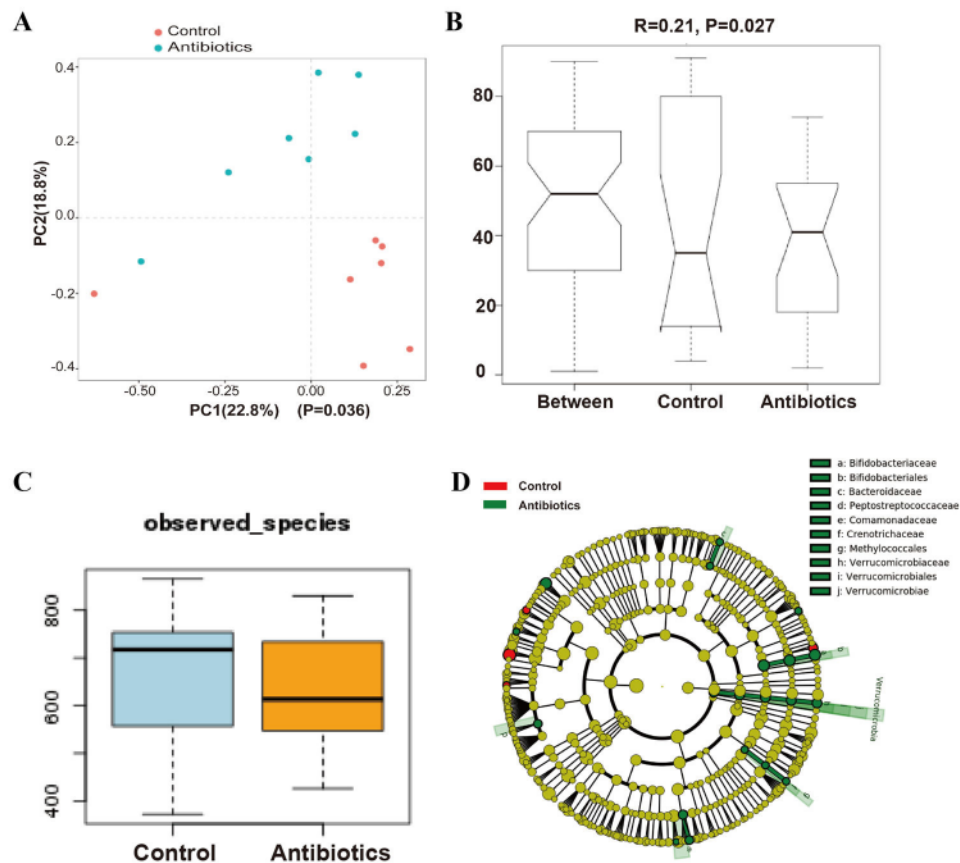 A
Control
Antibiotics
0.4
0.2
0.0
-0.2
-0.4
PC2(18.8%)
-0.50
-0.25
0.00
0.25
PC1(22.8%) (P=0.036)
B
R=0.21, P=0.027
80
60
40
20
0
Between
Control
Antibiotics
C
observed_species
800
600
400
Control
Antibiotics
D
Control
Antibiotics
a: Bifidobacteriaceae
b: Bifidobacteriales
c: Bacteroidaceae
d: Peptostreptococcaceae
e: Comamonadaceae
f: Crenotrichaceae
g: Methylococcales
h: Verrucomicrobiaceae
i: Verrucomicrobiales
j: Verrucomicrobiae
Verrucomicrobia